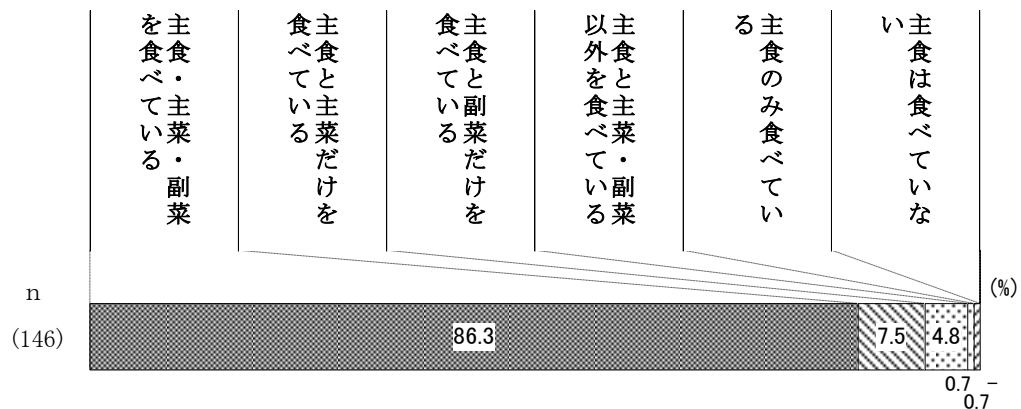 主食・主菜・副菜
を食べている
主食と主菜だけを
食べている
主食と副菜だけを
食べている
主食と主菜・副菜
以外を食べている
主食のみ食べてい
る
主食は食べていな
い
(%)
n
(146)
86.3
7.5
4.8
0.7
－
0.7